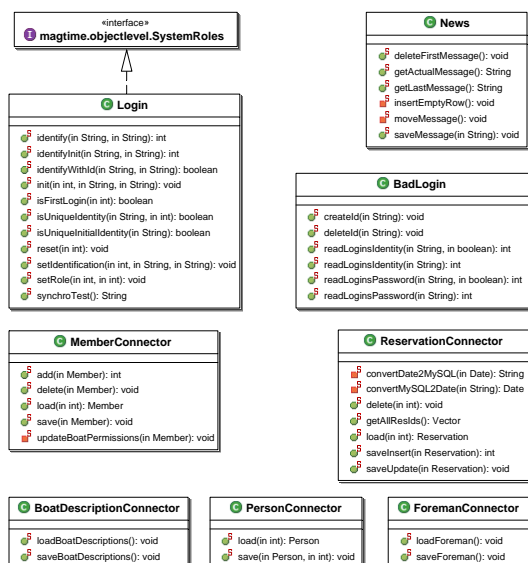 «interface»
I magtime.objectlevel.SystemRoles
C Login
S identify(in String, in String): int
S identifyInit(in String, in String): int
S identifyWithId(in String, in String): boolean
S init(in int, in String, in String): void
S isFirstLogin(in int): boolean
S isUniqueIdentity(in String, in int): boolean
S isUniqueInitialIdentity(in String): boolean
S reset(in int): void
S setIdentification(in int, in String, in String): void
S setRole(in int, in int): void
S synchroTest(): String
C News
S deleteFirstMessage(): void
S getActualMessage(): String
S getLastMessage(): String
S insertEmptyRow(): void
S moveMessage(): void
S saveMessage(in String): void
C BadLogin
S createId(in String): void
S deleteId(in String): void
S readLoginsIdentity(in String, in boolean): int
S readLoginsIdentity(in String): int
S readLoginsPassword(in String, in boolean): int
S readLoginsPassword(in String): int
C MemberConnector
S add(in Member): int
S delete(in Member): void
S load(in int): Member
S save(in Member): void
S updateBoatPermissions(in Member): void
C ReservationConnector
S convertDate2MySQL(in Date): String
S convertMySQL2Date(in String): Date
S delete(in int): void
S getAllResIds(): Vector
S load(in int): Reservation
S saveInsert(in Reservation): int
S saveUpdate(in Reservation): void
C BoatDescriptionConnector
S loadBoatDescriptions(): void
S saveBoatDescriptions(): void
C PersonConnector
S load(in int): Person
S save(in Person, in int): void
C ForemanConnector
S loadForeman(): void
S saveForeman(): void